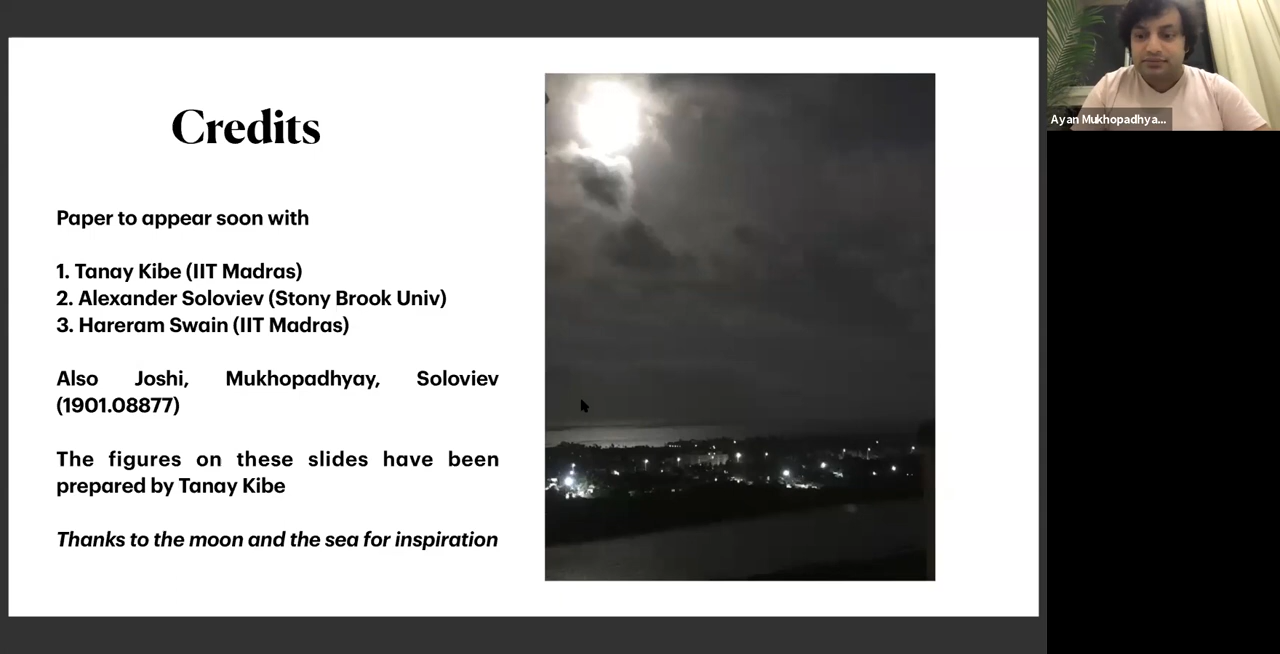 Credits
Paper to appear soon with
1. Tanay Kibe (IIT Madras)
2. Alexander Soloviev (Stony Brook Univ)
3. Hareram Swain (IIT Madras)
Also Joshi, Mukhopadhyay, Soloviev
(1901.08877)
The figures on these slides have been
prepared by Tanay Kibe
Thanks to the moon and the sea for inspiration
Ayan Mukhopadhya...